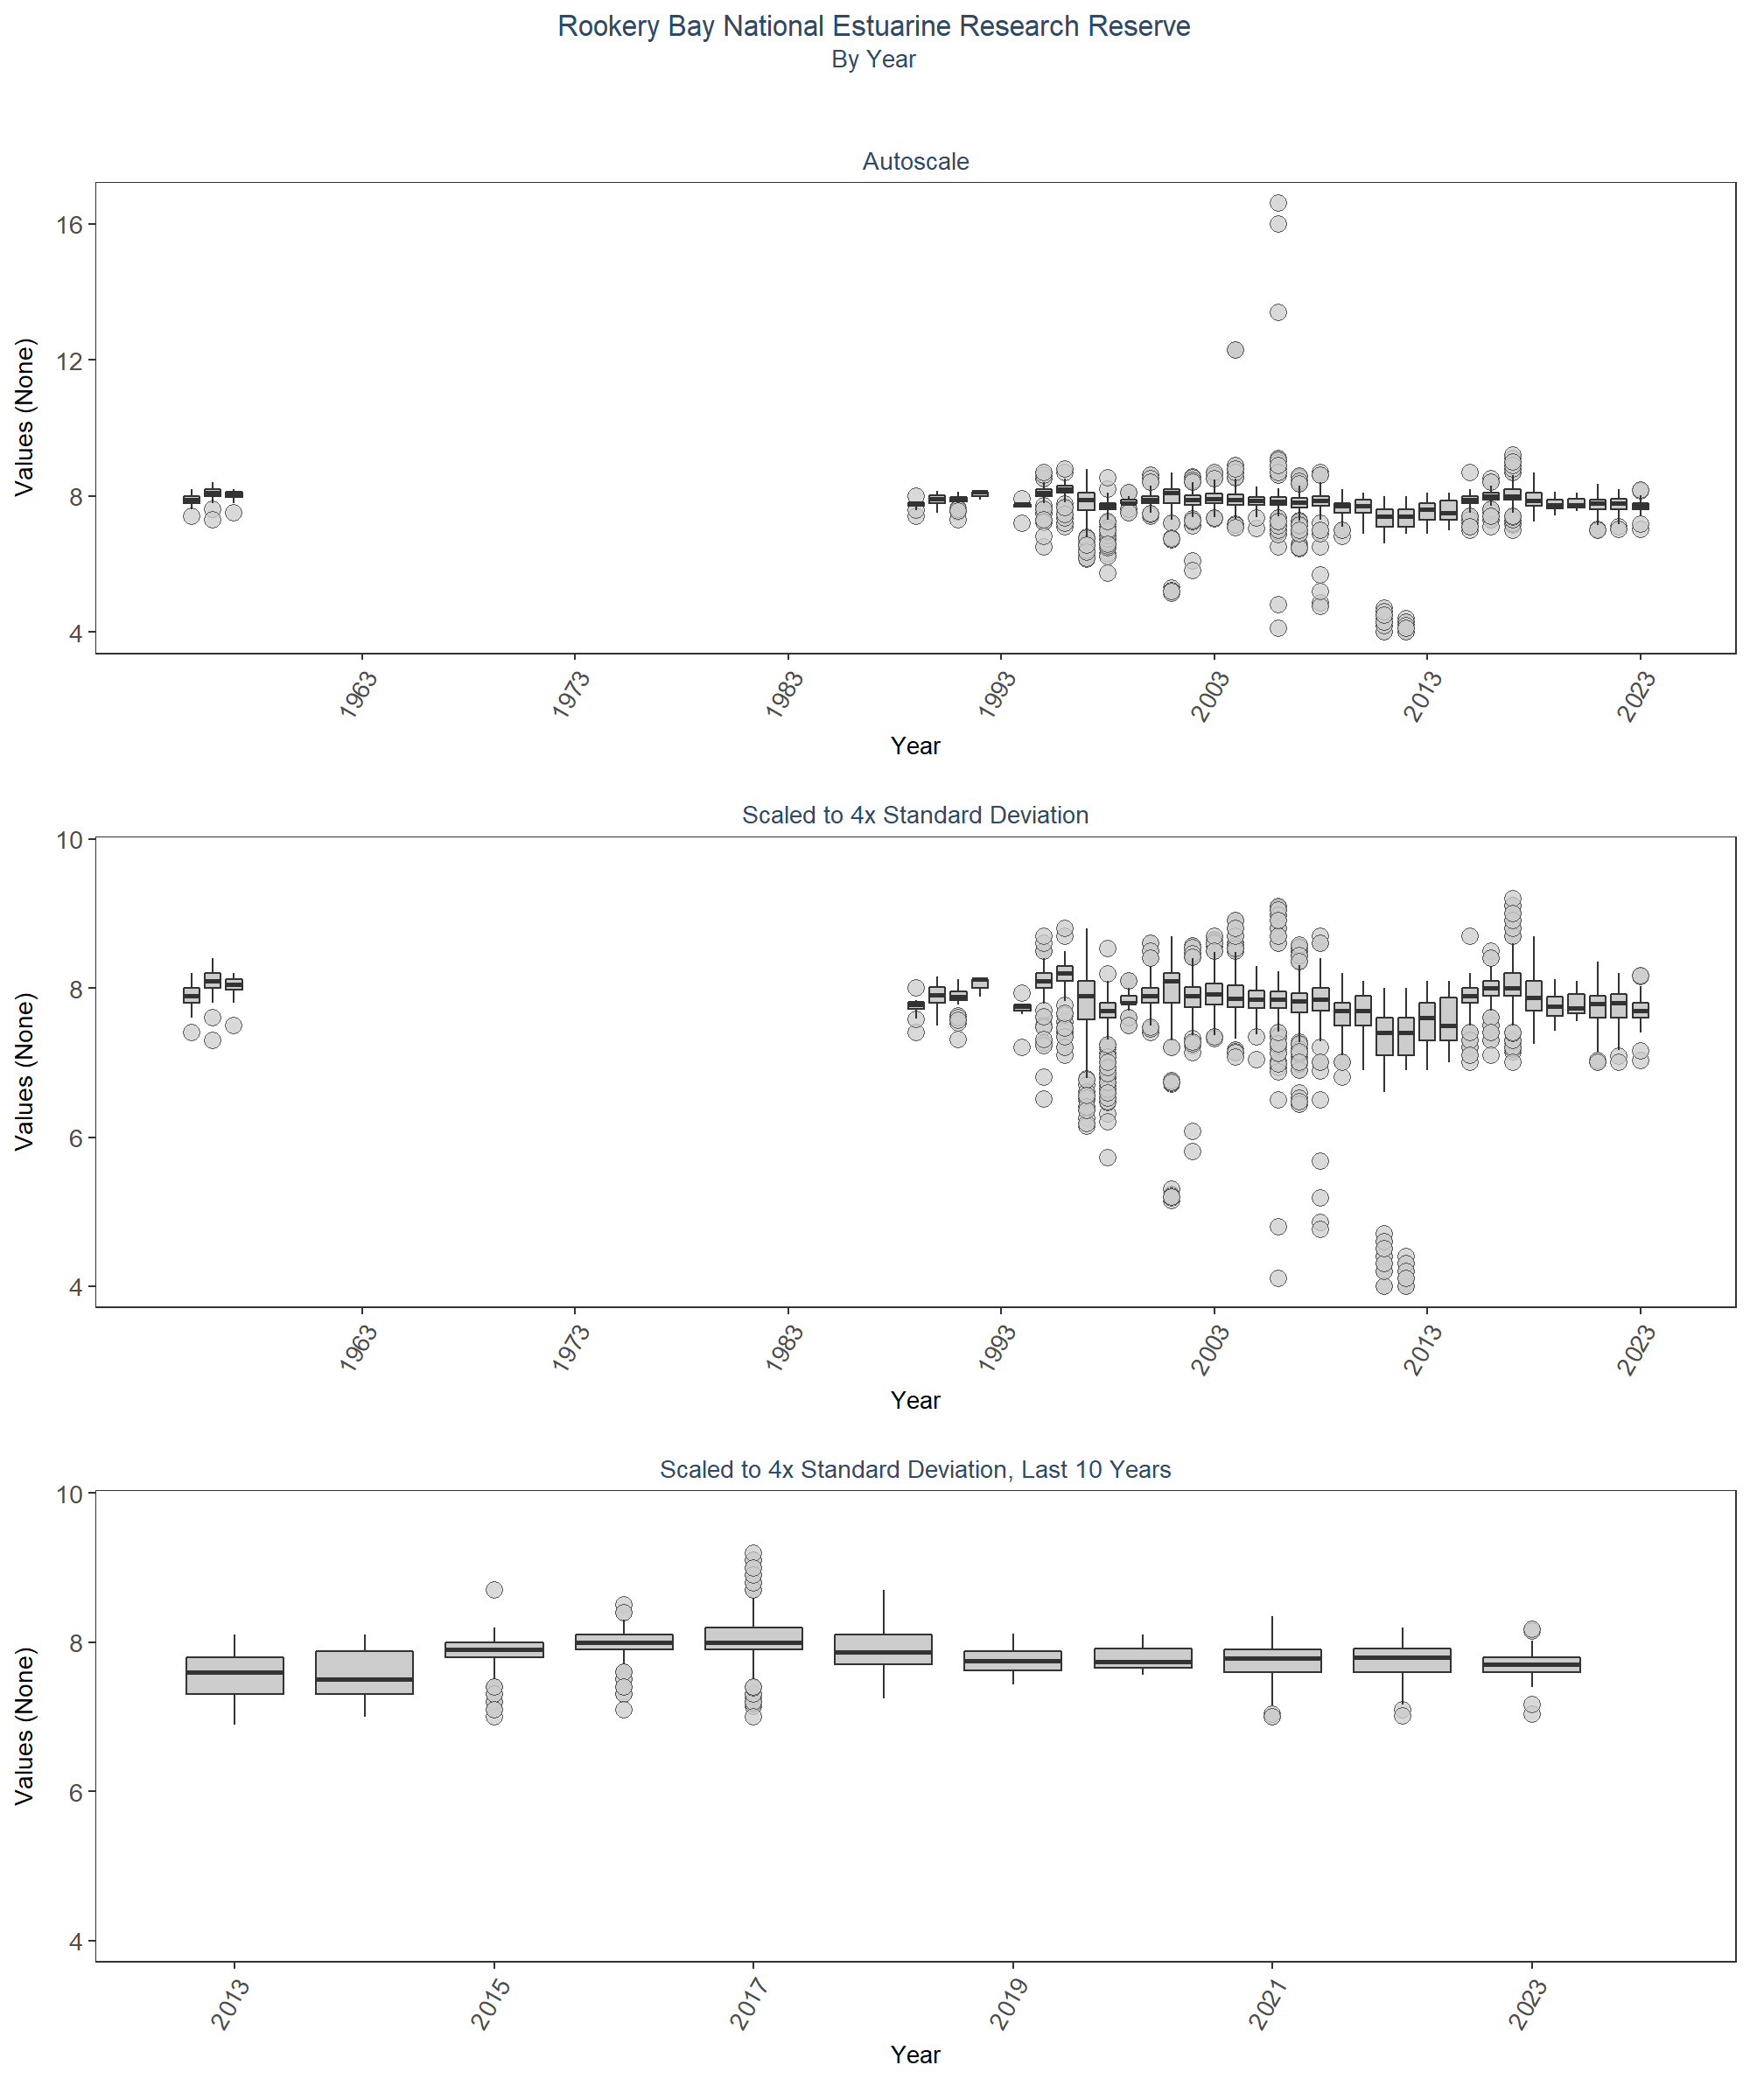 Rookery Bay National Estuarine Research Reserve
By Year
Autoscale
Values (None)
16
12
8
4
1963 1973 1983 1993 2003 2013 2023
Year
Scaled to 4x Standard Deviation
Values (None)
10
8
6
4
1963 1973 1983 1993 2003 2013 2023
Year
Scaled to 4x Standard Deviation, Last 10 Years
Values (None)
10
8
6
4
2013 2015 2017 2019 2021 2023
Year